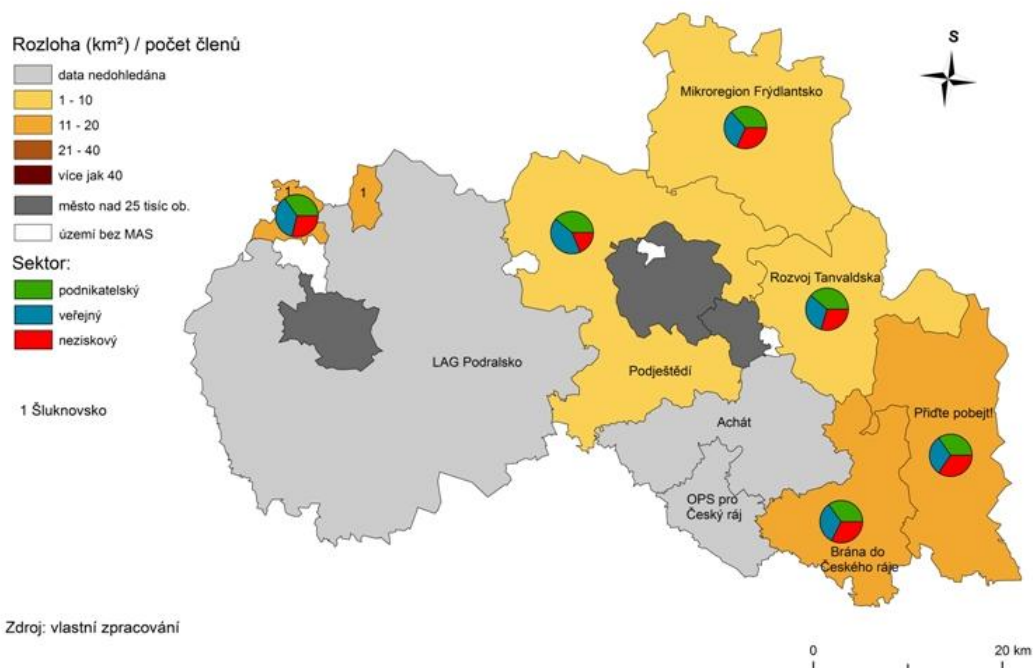 Rozloha (km²) / počet členů
data nedohledána
1 - 10
11 - 20
21 - 40
více jak 40
město nad 25 tisíc ob.
území bez MAS
Sektor:
podnikatelský
veřejný
neziskový
1 Šluknovsko
S
Mikroregion Frýdlantsko
1
1
Rozvoj Tanvaldska
LAG Podralsko
Podještědí
Achát
Přiďte pobejt!
OPS pro
Český ráj
Brána do
Českého ráje
Zdroj: vlastní zpracování
0
20 km